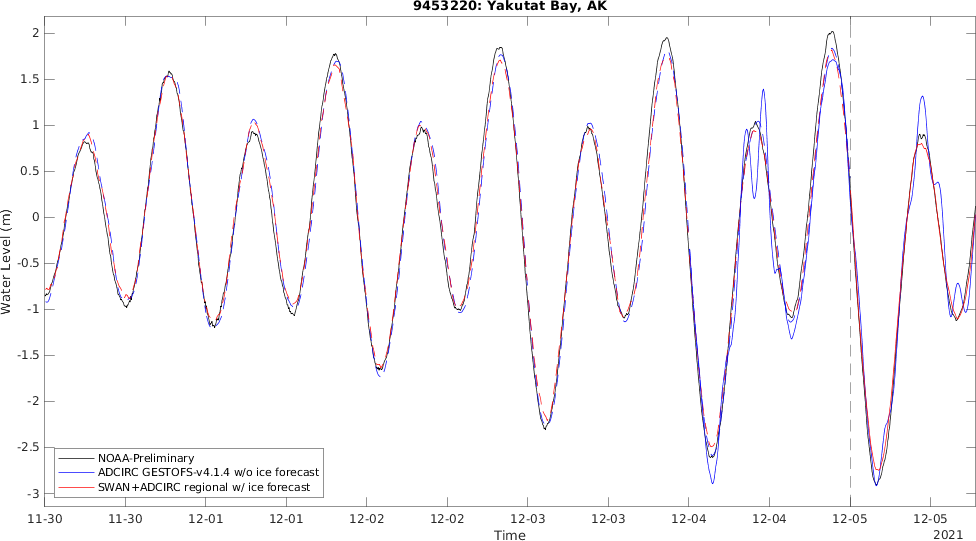 9453220: Yakutat Bay, AK
Water Level (m)
2
1.5
1
0.5
0
-0.5
-1
-1.5
-2
-2.5
-3
NOAA-Preliminary
ADCIRC GESTOFS-v4.1.4 w/o ice forecast
SWAN+ADCIRC regional w/ ice forecast
11-30 11-30 12-01 12-01 12-02 12-02 12-03 12-03 12-04 12-04 12-05 12-05
Time
2021